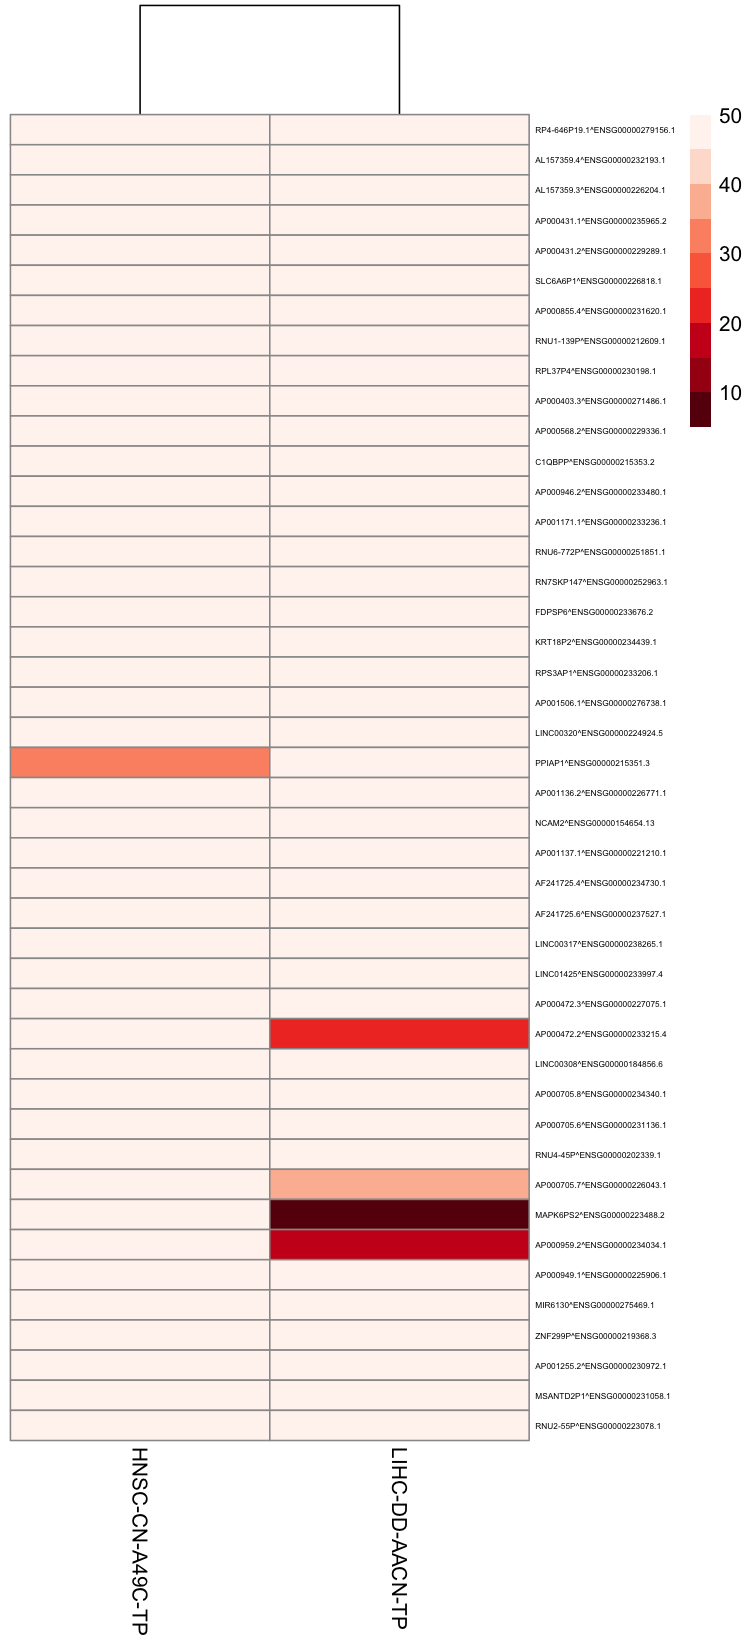 RP4-646P19.1^ENSG00000279156.1
AL157359.4^ENSG00000232193.1
AL157359.3^ENSG00000226204.1
AP000431.1^ENSG00000235965.2
AP000431.2^ENSG00000229289.1
SLC6A6P1^ENSG00000226818.1
AP000855.4^ENSG00000231620.1
RNU1-139P^ENSG00000212609.1
RPL37P4^ENSG00000230198.1
AP000403.3^ENSG00000271486.1
AP000568.2^ENSG00000229336.1
C1QBPP^ENSG00000215353.2
AP000946.2^ENSG00000233480.1
AP001171.1^ENSG00000233236.1
RNU6-772P^ENSG00000251851.1
RN7SKP147^ENSG00000252963.1
FDPSP6^ENSG00000233676.2
KRT18P2^ENSG00000234439.1
RPS3AP1^ENSG00000233206.1
AP001506.1^ENSG00000276738.1
LINC00320^ENSG00000224924.5
PPIAP1^ENSG00000215351.3
AP001136.2^ENSG00000226771.1
NCAM2^ENSG00000154654.13
AP001137.1^ENSG00000221210.1
AF241725.4^ENSG00000234730.1
AF241725.6^ENSG00000237527.1
LINC00317^ENSG00000238265.1
LINC01425^ENSG00000233997.4
AP000472.3^ENSG00000227075.1
AP000472.2^ENSG00000233215.4
LINC00308^ENSG00000184856.6
AP000705.8^ENSG00000234340.1
AP000705.6^ENSG00000231136.1
RNU4-45P^ENSG00000202339.1
AP000705.7^ENSG00000226043.1
MAPK6PS2^ENSG00000223488.2
AP000959.2^ENSG00000234034.1
AP000949.1^ENSG00000225906.1
MIR6130^ENSG00000275469.1
ZNF299P^ENSG00000219368.3
AP001255.2^ENSG00000230972.1
MSANTD2P1^ENSG00000231058.1
RNU2-55P^ENSG00000223078.1
50
40
30
20
10
HNSC-CN-A49C-TP
LIHC-DD-AACN-TP